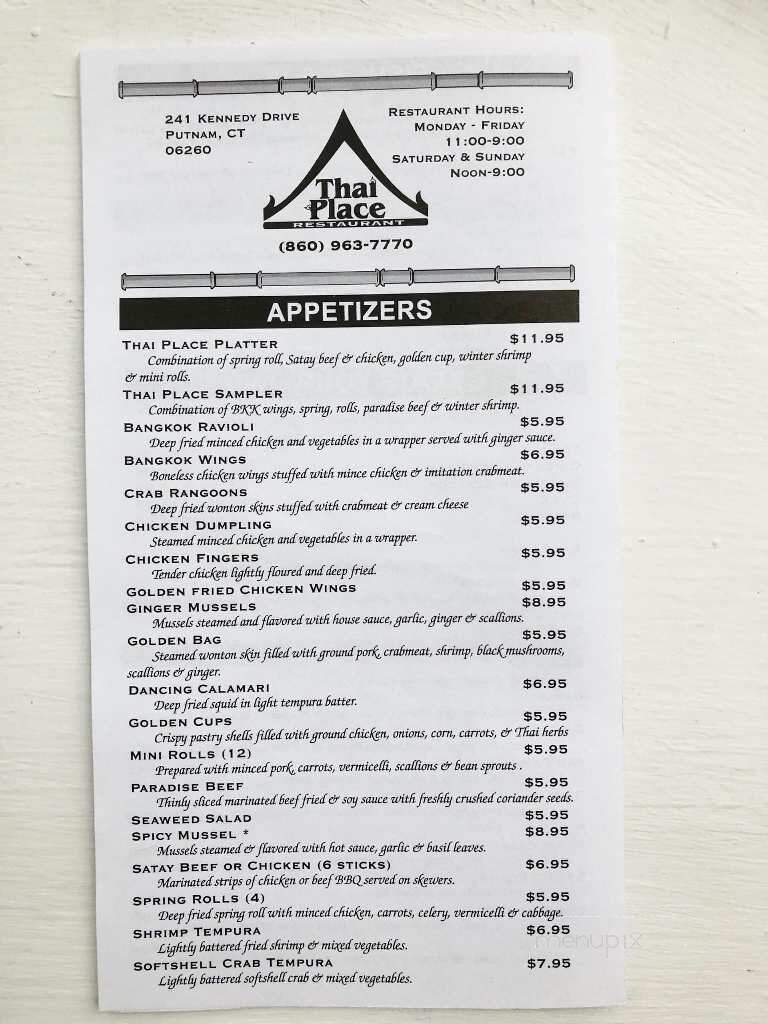 241 Kennedy Drive
Putnam, CT
06260
Restaurant Hours:
Monday - Friday
11:00-9:00
Saturday & Sunday
Noon-9:00
Thai
Place
RESTAURANT
(860) 963-7770
APPETIZERS
Thai Place Platter $11.95
Combination of spring roll, Satay beef & chicken, golden cup, winter shrimp
& mini rolls.
Thai Place Sampler $11.95
Combination of BKK wings, spring, rolls, paradise beef & winter shrimp.
Bangkok Ravioli $5.95
Deep fried minced chicken and vegetables in a wrapper served with ginger sauce.
Bangkok Wings $6.95
Boneless chicken wings stuffed with mince chicken & imitation crabmeat.
Crab Rangoons $5.95
Deep fried wonton skins stuffed with crabmeat & cream cheese
Chicken Dumpling $5.95
Steamed minced chicken and vegetables in a wrapper.
Chicken Fingers $5.95
Tender chicken lightly floured and deep fried.
Golden fried Chicken Wings $5.95
Ginger Mussels $8.95
Mussels steamed and flavored with house sauce, garlic, ginger & scallions.
Golden Bag $5.95
Steamed wonton skin filled with ground pork, crabmeat, shrimp, black mushrooms,
scallions & ginger.
Dancing Calamari $6.95
Deep fried squid in light tempura batter.
Golden Cups $5.95
Crispy pastry shells filled with ground chicken, onions, corn, carrots, & Thai herbs
Mini Rolls (12) $5.95
Prepared with minced pork, carrots, vermicelli, scallions & bean sprouts .
Paradise Beef $5.95
Thinly sliced marinated beef fried & soy sauce with freshly crushed coriander seeds.
Seaweed Salad $5.95
Spicy Mussel * $8.95
Mussels steamed & flavored with hot sauce, garlic & basil leaves.
Satay Beef or Chicken (6 sticks) $6.95
Marinated strips of chicken or beef BBQ served on skewers.
Spring Rolls (4) $5.95
Deep fried spring roll with minced chicken, carrots, celery, vermicelli & cabbage.
Shrimp Tempura $6.95
Lightly battered fried shrimp & mixed vegetables.
Softshell Crab Tempura $7.95
Lightly battered softshell crab & mixed vegetables.
menupix